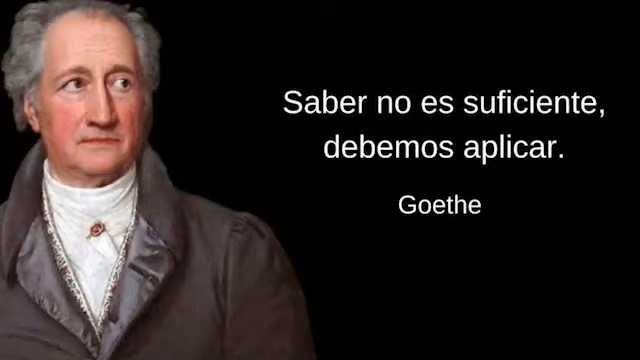 Saber no es suficiente,
debemos aplicar.
Goethe